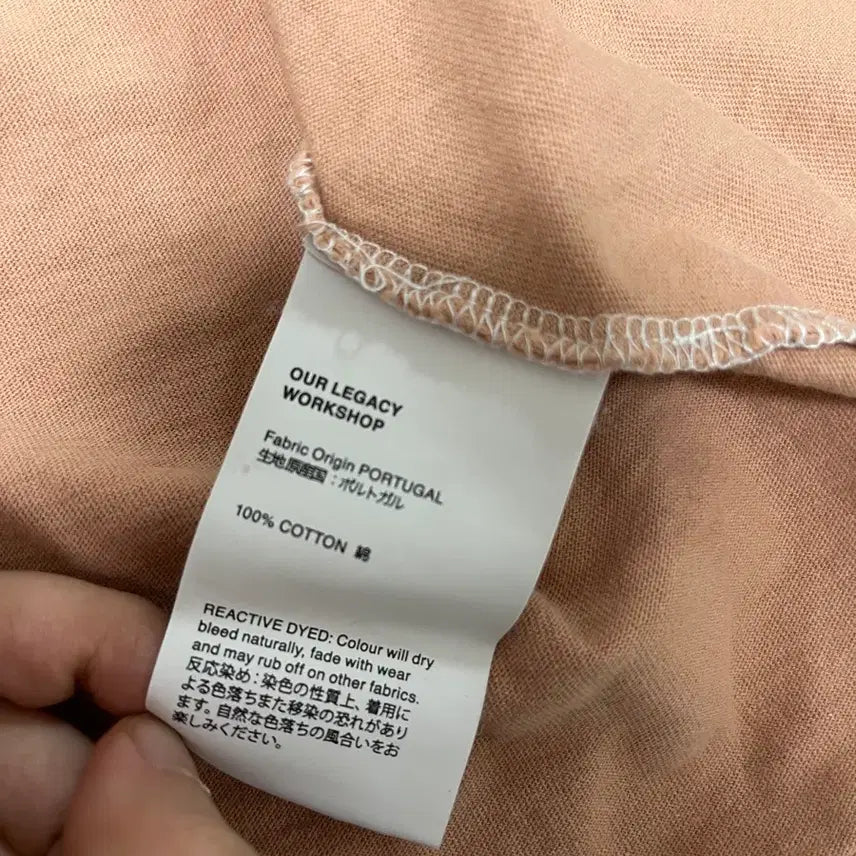 OUR LEGACY
WORKSHOP
Fabric Origin PORTUGAL
生地原産国：ポルトガル
100% COTTON 綿
REACTIVE DYED: Colour will dry
bleed naturally, fade with wear
and may rub off on other fabrics.
反応染め：染色の性質上、着用に
よる色落ちまた移染の恐れがあり
ます。自然な色落ちの風合いをお
楽しみください。